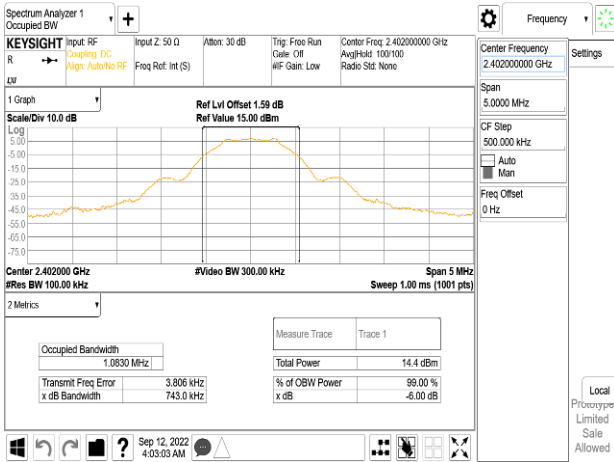 Spectrum Analyzer 1
Occupied BW
Frequency
KEYSIGHT
R
Input: RF
Coupling: DC
Align: Auto/No RF
Input Z: 50 Ω
Freq Ref: Int (S)
Atten: 30 dB
Trig: Free Run
Gate: Off
#IF Gain: Low
Center Freq: 2.402000000 GHz
Avg|Hold: 100/100
Radio Std: None
Center Frequency
2.402000000 GHz
Settings
Span
5.0000 MHz
CF Step
500.000 kHz
Auto
Man
Freq Offset
0 Hz
1 Graph
Scale/Div 10.0 dB
Ref Lvl Offset 1.59 dB
Ref Value 15.00 dBm
Log
5.00
-5.00
-15.0
-25.0
-35.0
-45.0
-55.0
-65.0
-75.0
Center 2.402000 GHz
#Res BW 100.00 kHz
#Video BW 300.00 kHz
Span 5 MHz
Sweep 1.00 ms (1001 pts)
2 Metrics
Measure Trace
Trace 1
Occupied Bandwidth
1.0830 MHz
Total Power
14.4 dBm
Transmit Freq Error
3.806 kHz
% of OBW Power
99.00 %
x dB Bandwidth
743.0 kHz
x dB
-6.00 dB
Local
Prototype
Limited
Sale
Allowed
Sep 12, 2022
4:03:03 AM